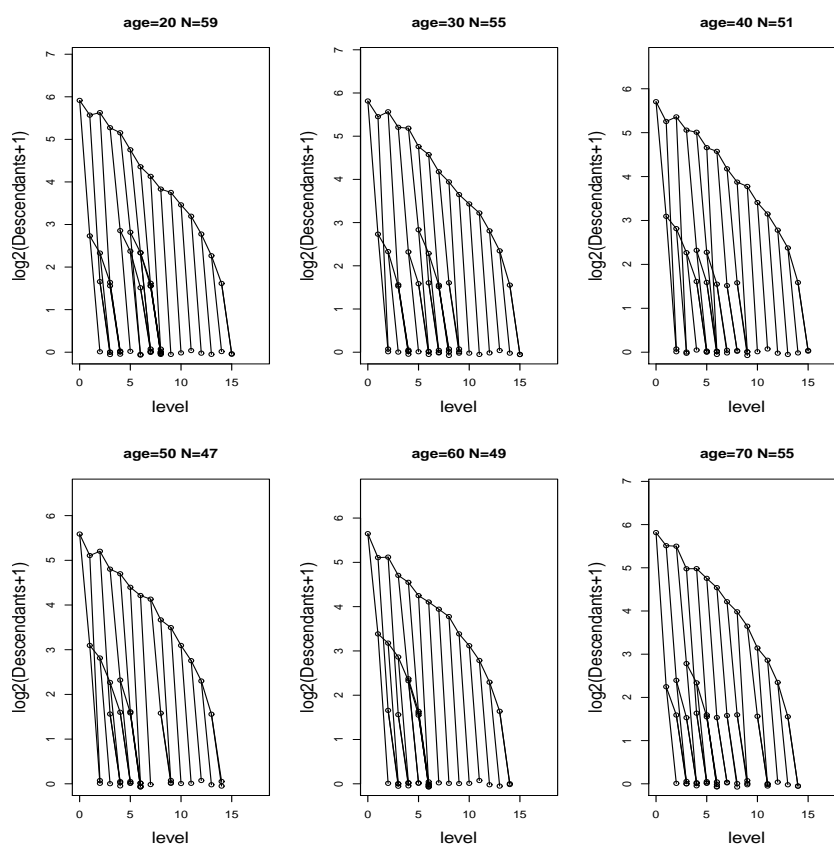 age=20 N=59
age=30 N=55
age=40 N=51
log2(Descendants+1)
0 1 2 3 4 5 6 7
0 5 10 15
level
log2(Descendants+1)
0 1 2 3 4 5 6 7
0 5 10 15
level
log2(Descendants+1)
0 1 2 3 4 5 6
0 5 10 15
level
age=50 N=47
age=60 N=49
age=70 N=55
log2(Descendants+1)
0 1 2 3 4 5 6
0 5 10 15
level
log2(Descendants+1)
0 1 2 3 4 5 6
0 5 10 15
level
log2(Descendants+1)
0 1 2 3 4 5 6 7
0 5 10 15
level